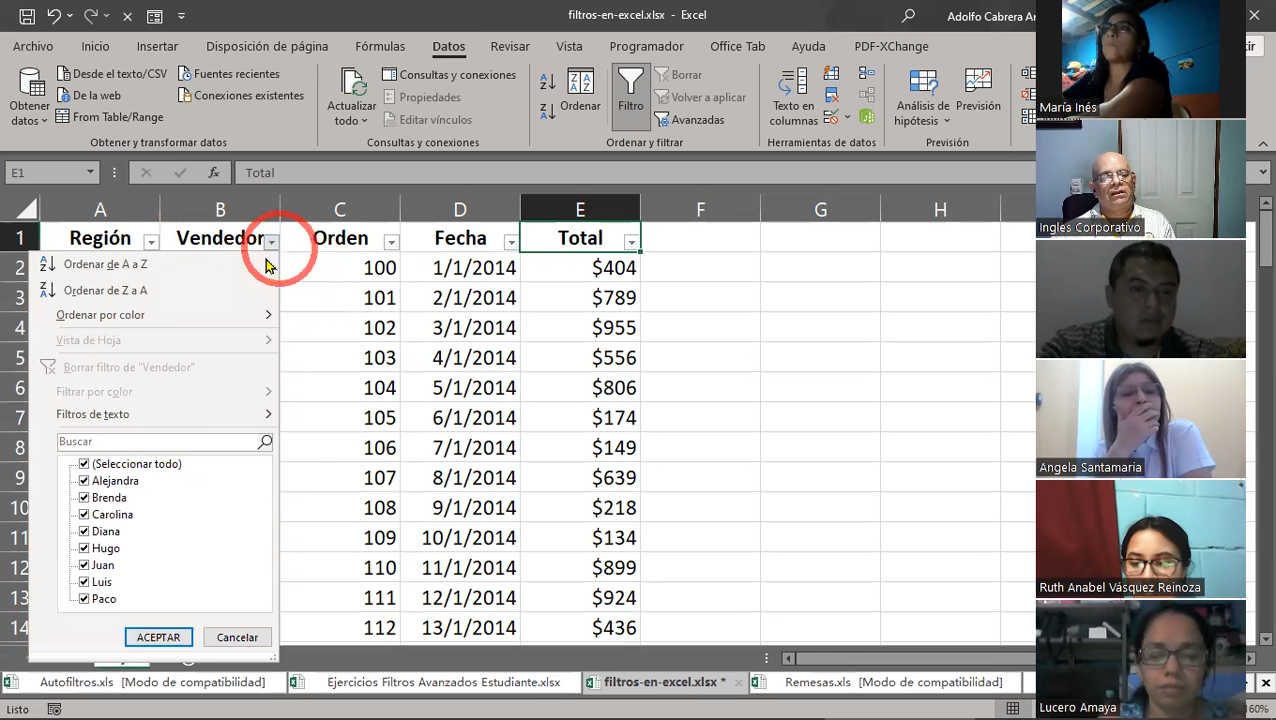 filtros-en-excel.xlsx - Excel
Adolfo Cabrera Ar
Archivo Inicio Insertar Disposición de página Fórmulas Datos Revisar Vista Programador Office Tab Ayuda PDF-XChange
Obtener datos
Desde el texto/CSV
De la web
From Table/Range
Fuentes recientes
Conexiones existentes
Obtener y transformar datos
Actualizar todo
Consultas y conexiones
Propiedades
Editar vínculos
Consultas y conexiones
Ordenar
Filtro
Borrar
Volver a aplicar
Avanzadas
Ordenar y filtrar
Texto en columnas
Herramientas de datos
Análisis de hipótesis
Previsión
Previsión
E1
fx
Total
A B C D E F G H
1 Región Vendedor Orden Fecha Total
2 100 1/1/2014 $404
3 101 2/1/2014 $789
4 102 3/1/2014 $955
5 103 4/1/2014 $556
6 104 5/1/2014 $806
7 105 6/1/2014 $174
8 106 7/1/2014 $149
9 107 8/1/2014 $639
10 108 9/1/2014 $218
11 109 10/1/2014 $134
12 110 11/1/2014 $899
13 111 12/1/2014 $924
14 112 13/1/2014 $436
Ordenar de A a Z
Ordenar de Z a A
Ordenar por color
Vista de Hoja
Borrar filtro de "Vendedor"
Filtrar por color
Filtros de texto
Buscar
(Seleccionar todo)
Alejandra
Brenda
Carolina
Diana
Hugo
Juan
Luis
Paco
ACEPTAR Cancelar
Autofiltros.xls [Modo de compatibilidad] Ejercicios Filtros Avanzados Estudiante.xlsx filtros-en-excel.xlsx * Remesas.xls [Modo de compatibilidad]
Listo
160%
María Inés
Ingles Corporativo
Angela Santamaria
Ruth Anabel Vásquez Reinoza
Lucero Amaya